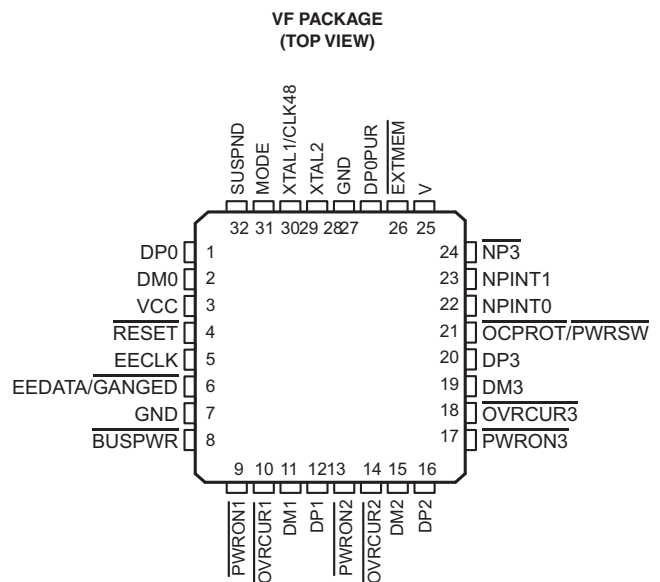 VF PACKAGE
(TOP VIEW)
SUSPND
MODE
XTAL1/CLK48
XTAL2
GND
DP0PUR
EXTMEM
V
32 31 30 29 28 27 26 25
DP0 1
DM0 2
VCC 3
RESET 4
EECLK 5
EEDATA/GANGED 6
GND 7
BUSPWR 8
24 NP3
23 NPINT1
22 NPINT0
21 OCPROT/PWRSW
20 DP3
19 DM3
18 OVRCUR3
17 PWRON3
9 10 11 12 13 14 15 16
PWRON1
OVRCUR1
DM1
DP1
PWRON2
OVRCUR2
DM2
DP2